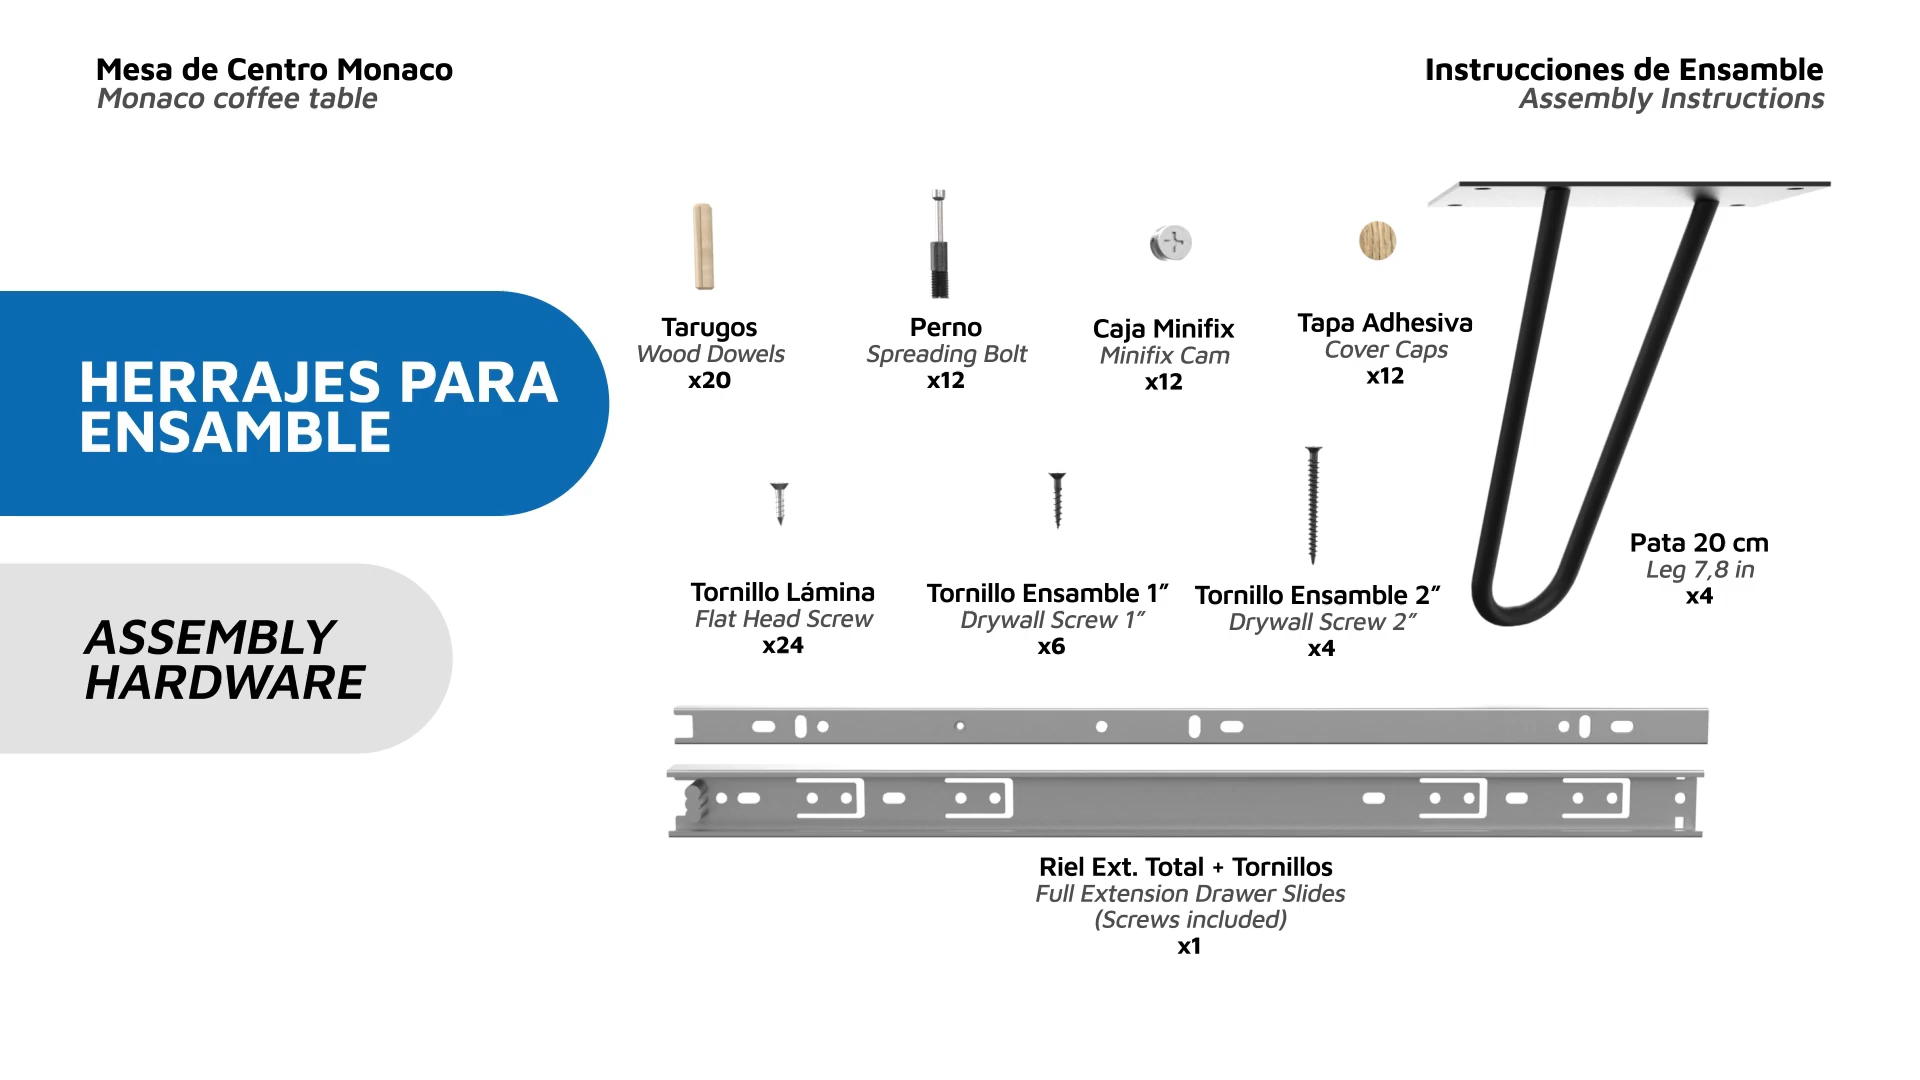 Mesa de Centro Monaco
Monaco coffee table
Instrucciones de Ensamble
Assembly Instructions
HERRAJES PARA
ENSAMBLE
ASSEMBLY
HARDWARE
Tarugos
Wood Dowels
x20
Perno
Spreading Bolt
x12
Caja Minifix
Minifix Cam
x12
Tapa Adhesiva
Cover Caps
x12
Tornillo Lámina
Flat Head Screw
x24
Tornillo Ensamble 1”
Drywall Screw 1”
x6
Tornillo Ensamble 2”
Drywall Screw 2”
x4
Pata 20 cm
Leg 7,8 in
x4
Riel Ext. Total + Tornillos
Full Extension Drawer Slides
(Screws included)
x1